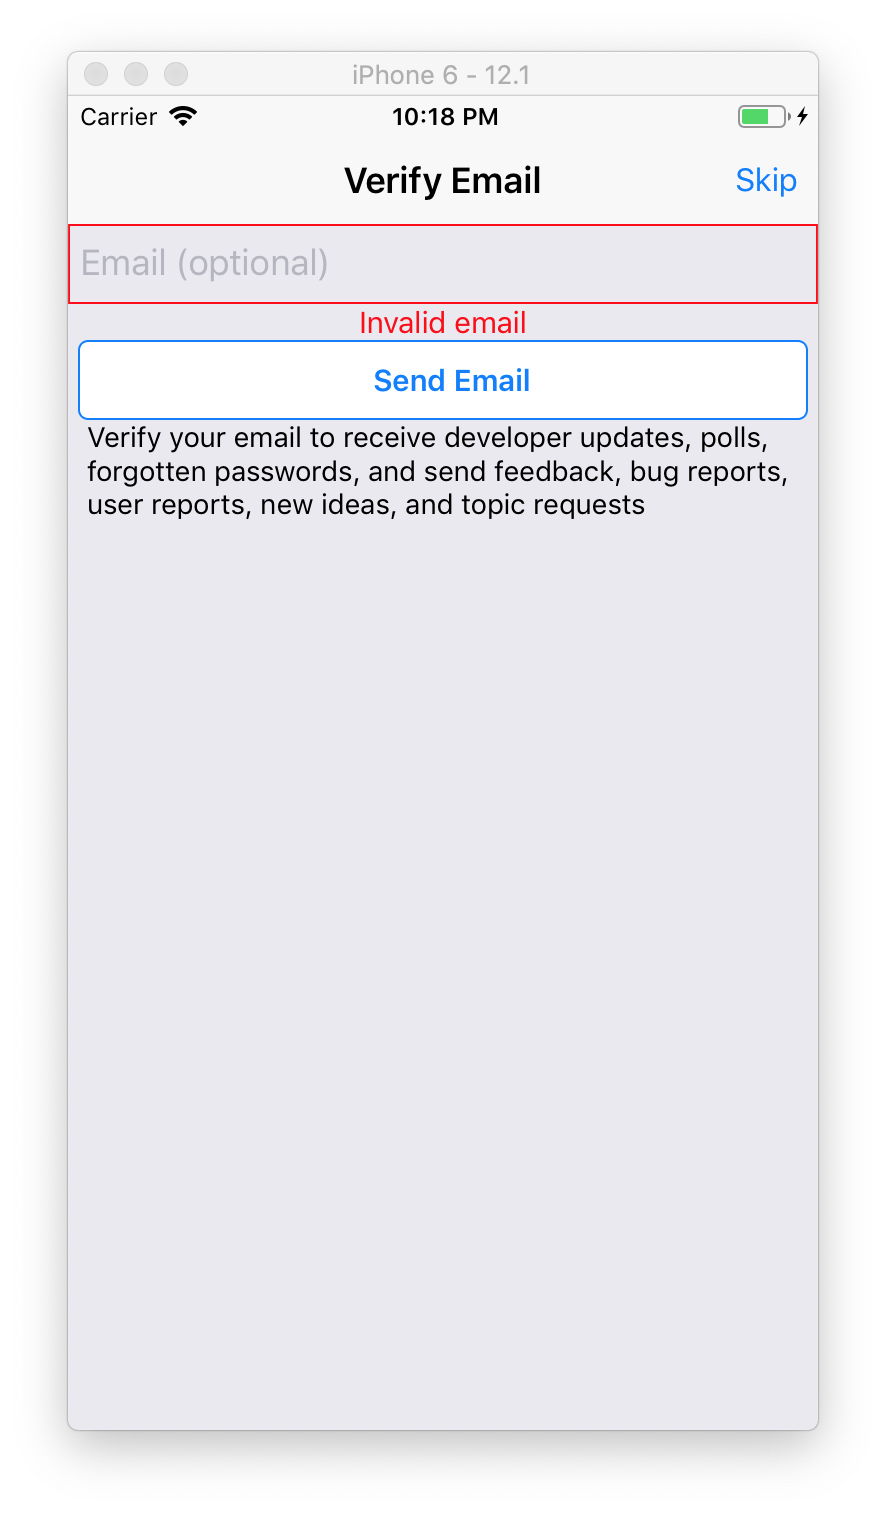 iPhone 6 - 12.1
Carrier 10:18 PM
Verify Email Skip
Email (optional)
Invalid email
Send Email
Verify your email to receive developer updates, polls,
forgotten passwords, and send feedback, bug reports,
user reports, new ideas, and topic requests